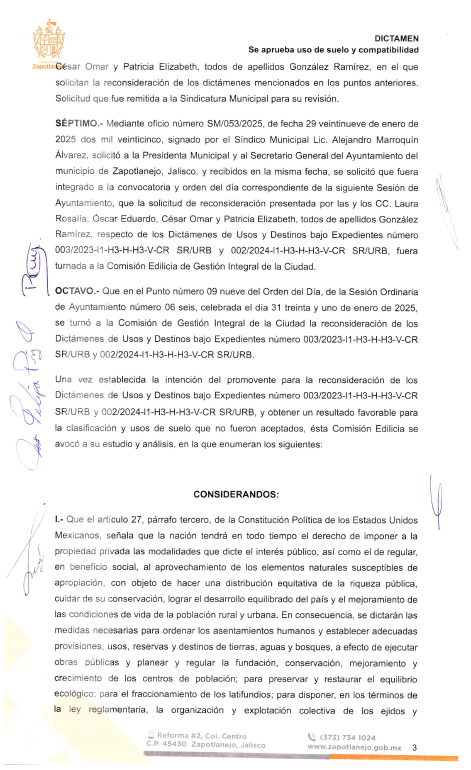 DICTAMEN
Se aprueba uso de suelo y compatibilidad
Zapotlanejo
César Omar y Patricia Elizabeth, todos de apellidos González Ramírez, en el que
solicitan la reconsideración de los dictámenes mencionados en los puntos anteriores.
Solicitud que fue remitida a la Sindicatura Municipal para su revisión.
SÉPTIMO.- Mediante oficio número SM/053/2025, de fecha 29 veintinueve de enero de
2025 dos mil veinticinco, signado por el Síndico Municipal Lic. Alejandro Marroquín
Álvarez, solicitó a la Presidenta Municipal y al Secretario General del Ayuntamiento del
municipio de Zapotlanejo, Jalisco, y recibidos en la misma fecha, se solicitó que fuera
integrado a la convocatoria y orden del día correspondiente de la siguiente Sesión de
Ayuntamiento, que la solicitud de reconsideración presentada por las y los CC. Laura
Rosalía, Óscar Eduardo, César Omar y Patricia Elizabeth, todos de apellidos González
Ramírez, respecto de los Dictámenes de Usos y Destinos bajo Expedientes número
003/2023-I1-H3-H-H3-V-CR SR/URB y 002/2024-I1-H3-H-H3-V-CR SR/URB, fuera
turnada a la Comisión Edilicia de Gestión Integral de la Ciudad.
OCTAVO.- Que en el Punto número 09 nueve del Orden del Día, de la Sesión Ordinaria
de Ayuntamiento número 06 seis, celebrada el día 31 treinta y uno de enero de 2025,
se turnó a la Comisión de Gestión Integral de la Ciudad la reconsideración de los
Dictámenes de Usos y Destinos bajo Expedientes número 003/2023-I1-H3-H-H3-V-CR
SR/URB y 002/2024-I1-H3-H-H3-V-CR SR/URB.
Una vez establecida la intención del promovente para la reconsideración de los
Dictámenes de Usos y Destinos bajo Expedientes número 003/2023-I1-H3-H-H3-V-CR
SR/URB y 002/2024-I1-H3-H-H3-V-CR SR/URB, y obtener un resultado favorable para
la clasificación y usos de suelo que no fueron aceptados, ésta Comisión Edilicia se
avocó a su estudio y análisis, en la que enumeran los siguientes:
CONSIDERANDOS:
I.- Que el artículo 27, párrafo tercero, de la Constitución Política de los Estados Unidos
Mexicanos, señala que la nación tendrá en todo tiempo el derecho de imponer a la
propiedad privada las modalidades que dicte el interés público, así como el de regular,
en beneficio social, al aprovechamiento de los elementos naturales susceptibles de
apropiación, con objeto de hacer una distribución equitativa de la riqueza pública,
cuidar de su conservación, lograr el desarrollo equilibrado del país y el mejoramiento de
las condiciones de vida de la población rural y urbana. En consecuencia, se dictarán las
medidas necesarias para ordenar los asentamientos humanos y establecer adecuadas
provisiones, usos, reservas y destinos de tierras, aguas y bosques, a efecto de ejecutar
obras públicas y planear y regular la fundación, conservación, mejoramiento y
crecimiento de los centros de población; para preservar y restaurar el equilibrio
ecológico; para el fraccionamiento de los latifundios; para disponer, en los términos de
la ley reglamentaria, la organización y explotación colectiva de los ejidos y
Reforma #2, Col. Centro
C.P. 45430 Zapotlanejo, Jalisco
(373) 734 1024
www.zapotlanejo.gob.mx
3